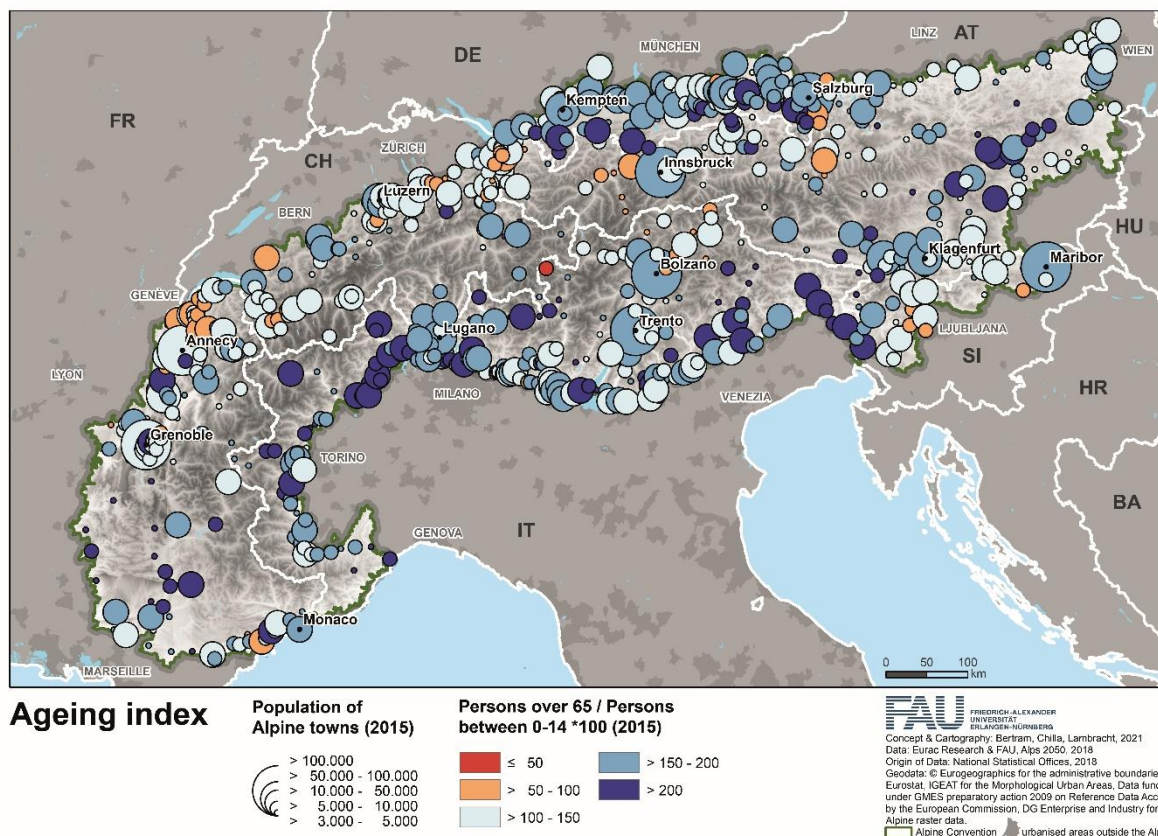 DE
MÜNCHEN
LINZ
AT
WIEN
FR
Kempten
Salzburg
CH
ZÜRICH
Innsbruck
Luzern
BERN
HU
Klagenfurt
Maribor
Bolzano
GENÈVE
Lugano
Trento
LJUBLJANA
Annecy
SI
LYON
MILANO
VENEZIA
HR
Grenoble
TORINO
BA
GENOVA
IT
Monaco
MARSEILLE
0 50 100
km
Ageing index
Population of
Alpine towns (2015)
> 100.000
> 50.000 - 100.000
> 10.000 - 50.000
> 5.000 - 10.000
> 3.000 - 5.000
Persons over 65 / Persons
between 0-14 *100 (2015)
≤ 50
> 50 - 100
> 100 - 150
> 150 - 200
> 200
FAU
FRIEDRICH-ALEXANDER
UNIVERSITÄT
ERLANGEN-NÜRNBERG
Concept & Cartography: Bertram, Chilla, Lambracht, 2021
Data: Eurac Research & FAU, Alps 2050, 2018
Origin of Data: National Statistical Offices, 2018
Geodata: © Eurogeographics for the administrative boundarie
Eurostat, IGEAT for the Morphological Urban Areas, Data func
under GMES preparatory action 2009 on Reference Data Acc
by the European Commission, DG Enterprise and Industry for
Alpine raster data.
Alpine Convention urbanised areas outside the Al